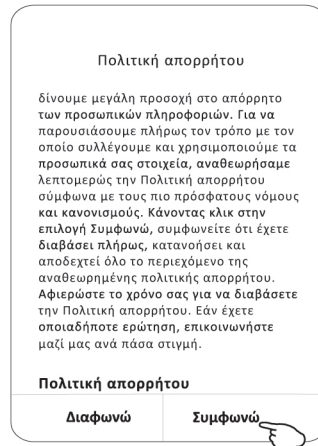 Πολιτική απορρήτου
δίνουμε μεγάλη προσοχή στο απόρρητο
των προσωπικών πληροφοριών. Για να
παρουσιάσουμε πλήρως τον τρόπο με τον
οποίο συλλέγουμε και χρησιμοποιούμε τα
προσωπικά σας στοιχεία, αναθεωρήσαμε
λεπτομερώς την Πολιτική απορρήτου
σύμφωνα με τους πιο πρόσφατους νόμους
και κανονισμούς. Κάνοντας κλικ στην
επιλογή Συμφωνώ, συμφωνείτε ότι έχετε
διαβάσει πλήρως, κατανοήσει και
αποδεχτεί όλο το περιεχόμενο της
αναθεωρημένης πολιτικής απορρήτου.
Αφιερώστε το χρόνο σας για να διαβάσετε
την Πολιτική απορρήτου. Εάν έχετε
οποιαδήποτε ερώτηση, επικοινωνήστε
μαζί μας ανά πάσα στιγμή.
Πολιτική απορρήτου
Διαφωνώ Συμφωνώ